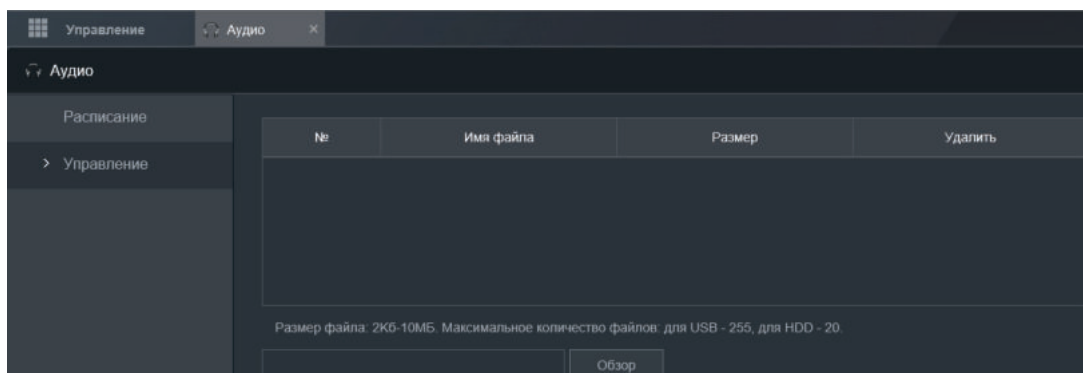 Управление Аудио ×
Аудио
Расписание
№ Имя файла Размер Удалить
> Управление
Размер файла: 2Кб-10МБ. Максимальное количество файлов: для USB - 255, для HDD - 20.
Обзор